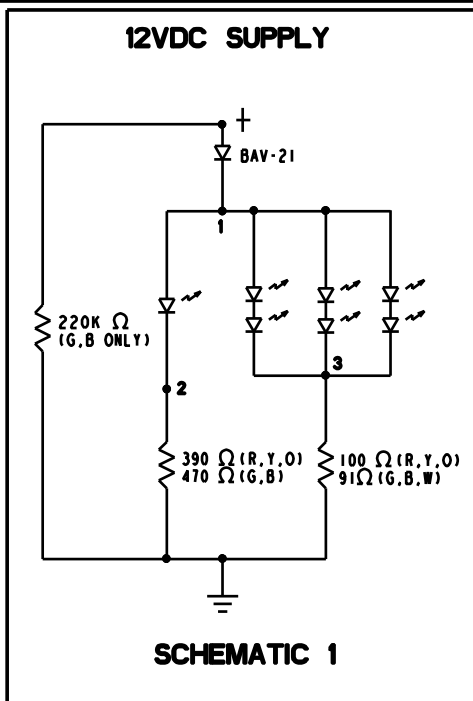 12VDC SUPPLY
+
BAV-21
1
220K Ω
(G,B ONLY)
2
3
390 Ω (R,Y,O)
470 Ω (G,B)
100 Ω (R,Y,O)
91Ω (G,B,W)
SCHEMATIC 1